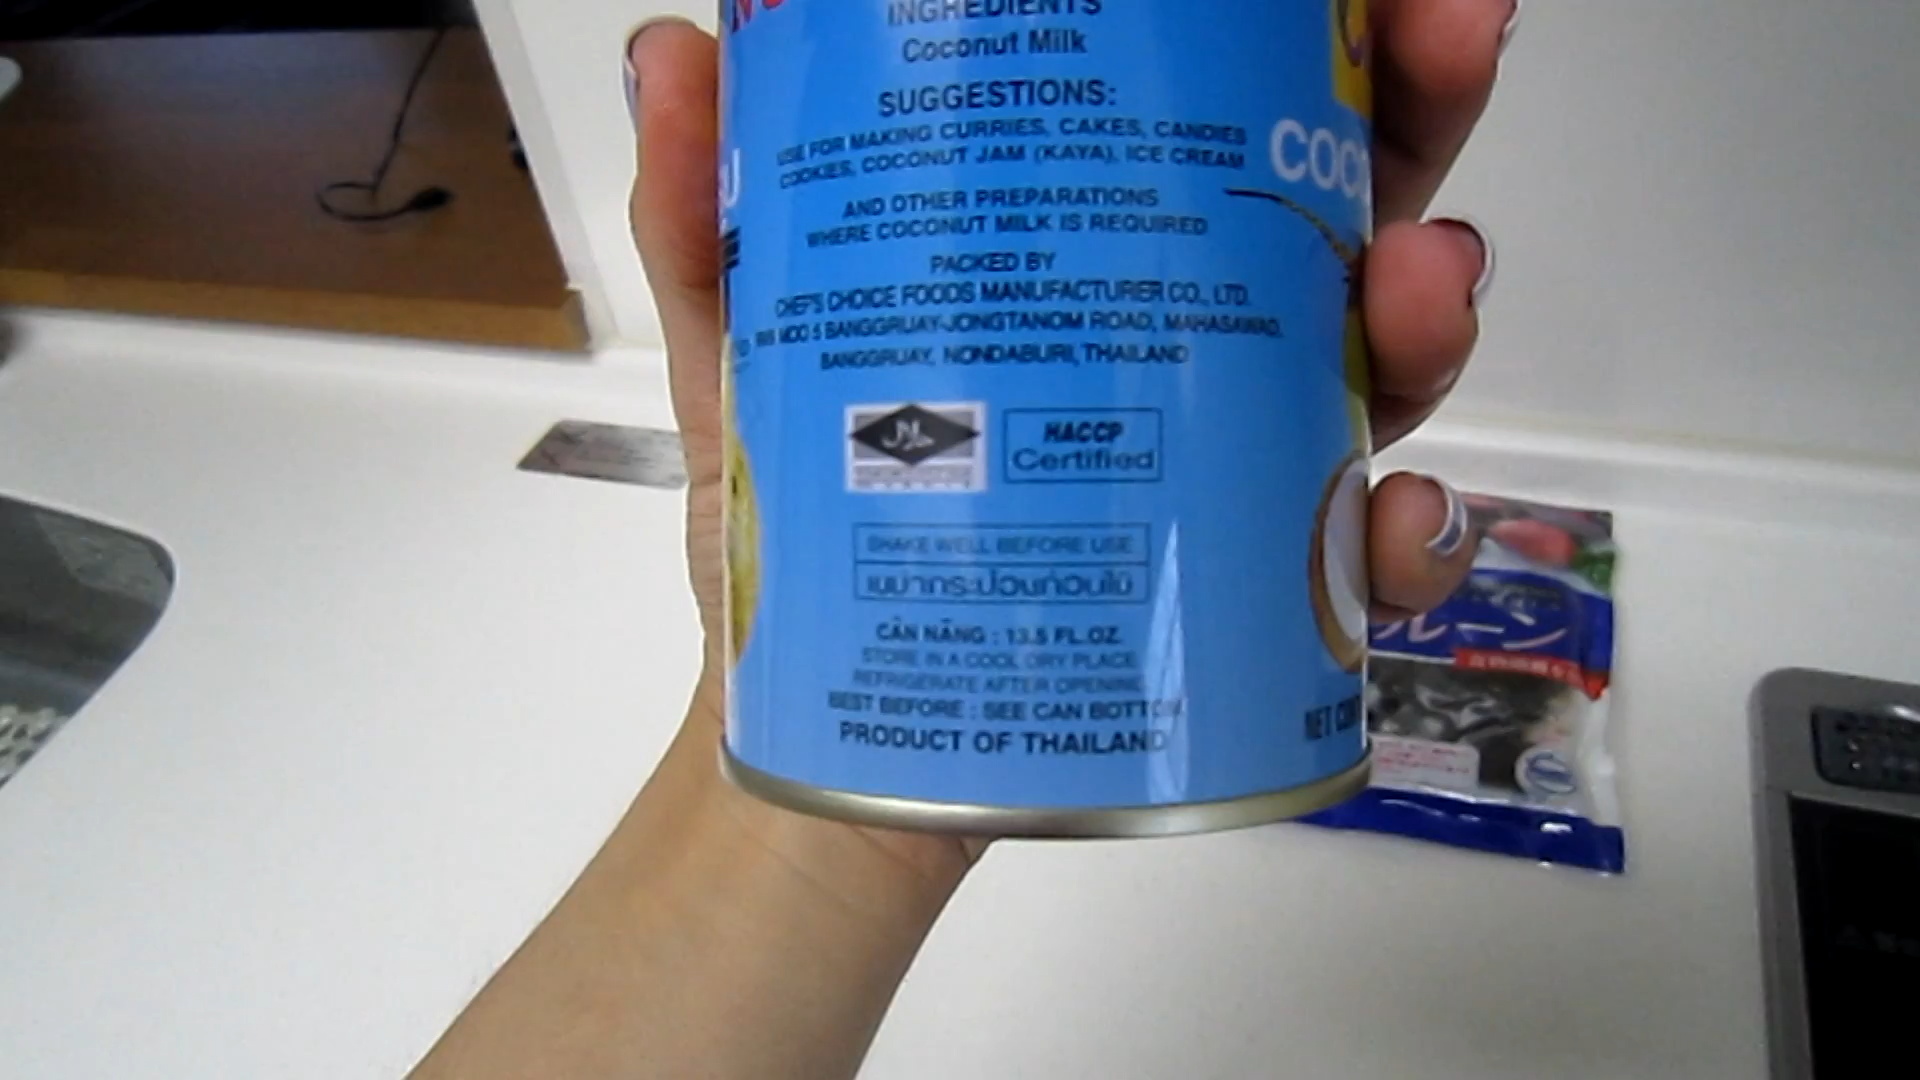 INGREDIENTS
Coconut Milk
SUGGESTIONS:
USE FOR MAKING CURRIES, CAKES, CANDIES
COOKIES, COCONUT JAM (KAYA), ICE CREAM
AND OTHER PREPARATIONS
WHERE COCONUT MILK IS REQUIRED
PACKED BY
CHEF'S CHOICE FOODS MANUFACTURER CO., LTD.
MOO 5 BANGGRUAY-JONGTANOM ROAD, MAHASAWAD,
BANGGRUAY, NONDABURI, THAILAND
HACCP
Certified
SHAKE WELL BEFORE USE
CÂN NĂNG : 13.5 FL.OZ.
STORE IN A COOL DRY PLACE
REFRIGERATE AFTER OPENING
BEST BEFORE : SEE CAN BOTTOM
PRODUCT OF THAILAND
COCO
NET